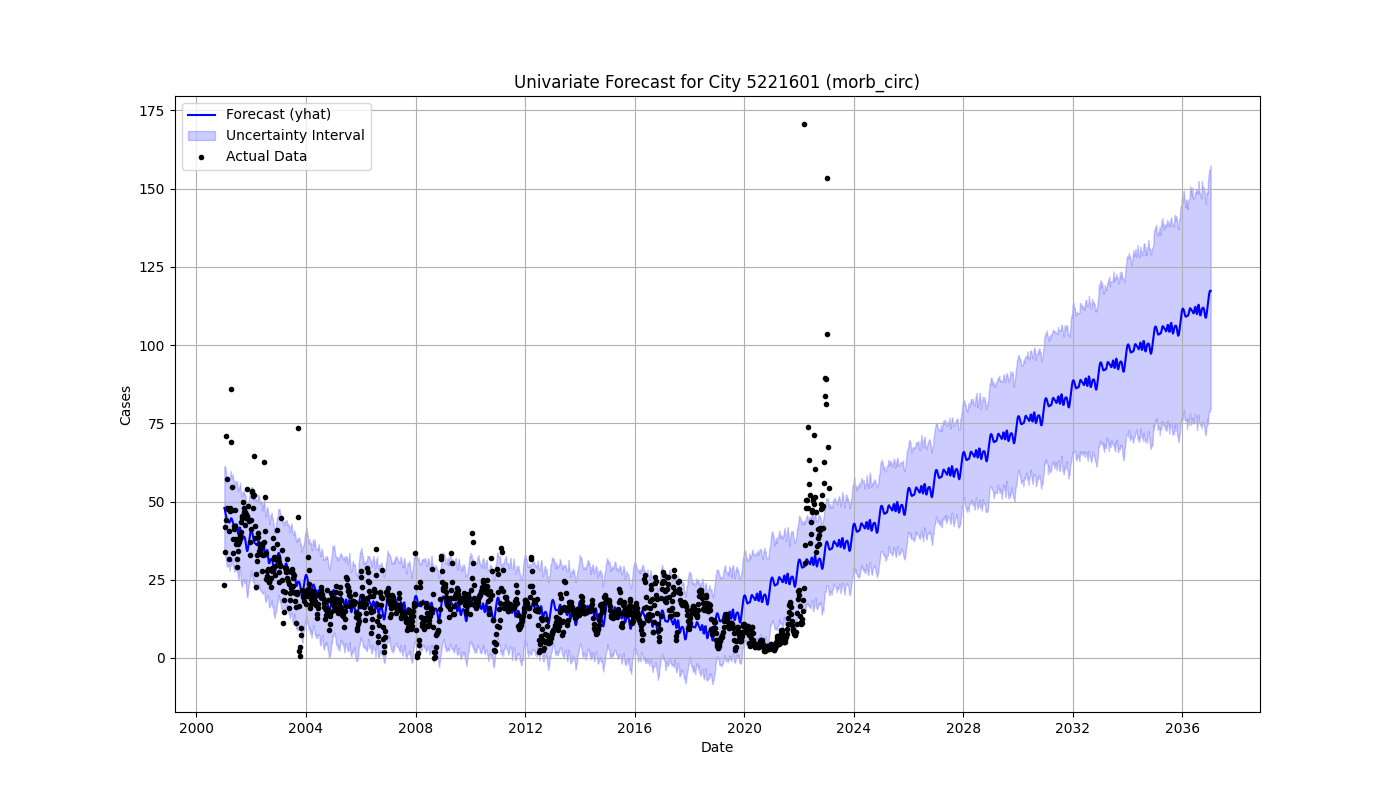 Univariate Forecast for City 5221601 (morb_circ)
Forecast (yhat)
Uncertainty Interval
Actual Data
Cases
175
150
125
100
75
50
25
0
2000 2004 2008 2012 2016 2020 2024 2028 2032 2036
Date